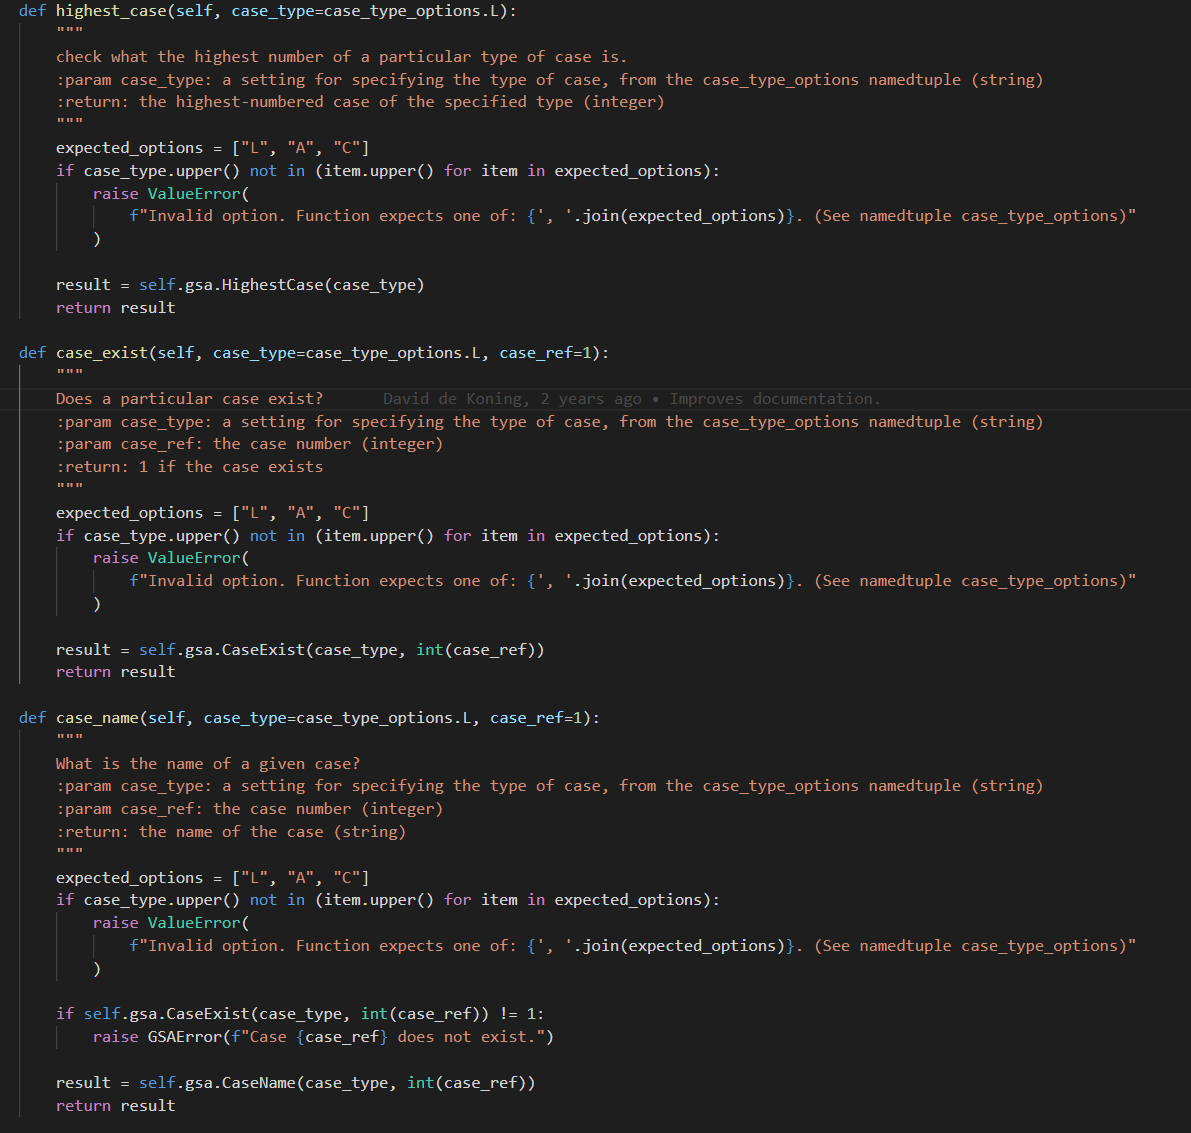 def highest_case(self, case_type=case_type_options.L):
    """
    check what the highest number of a particular type of case is.
    :param case_type: a setting for specifying the type of case, from the case_type_options namedtuple (string)
    :return: the highest-numbered case of the specified type (integer)
    """
    expected_options = ["L", "A", "C"]
    if case_type.upper() not in (item.upper() for item in expected_options):
        raise ValueError(
            f"Invalid option. Function expects one of: {', '.join(expected_options)}. (See namedtuple case_type_options)"
        )

    result = self.gsa.HighestCase(case_type)
    return result

def case_exist(self, case_type=case_type_options.L, case_ref=1):
    """
    Does a particular case exist?      David de Koning, 2 years ago • Improves documentation.
    :param case_type: a setting for specifying the type of case, from the case_type_options namedtuple (string)
    :param case_ref: the case number (integer)
    :return: 1 if the case exists
    """
    expected_options = ["L", "A", "C"]
    if case_type.upper() not in (item.upper() for item in expected_options):
        raise ValueError(
            f"Invalid option. Function expects one of: {', '.join(expected_options)}. (See namedtuple case_type_options)"
        )

    result = self.gsa.CaseExist(case_type, int(case_ref))
    return result

def case_name(self, case_type=case_type_options.L, case_ref=1):
    """
    What is the name of a given case?
    :param case_type: a setting for specifying the type of case, from the case_type_options namedtuple (string)
    :param case_ref: the case number (integer)
    :return: the name of the case (string)
    """
    expected_options = ["L", "A", "C"]
    if case_type.upper() not in (item.upper() for item in expected_options):
        raise ValueError(
            f"Invalid option. Function expects one of: {', '.join(expected_options)}. (See namedtuple case_type_options)"
        )

    if self.gsa.CaseExist(case_type, int(case_ref)) != 1:
        raise GSAError(f"Case {case_ref} does not exist.")

    result = self.gsa.CaseName(case_type, int(case_ref))
    return result